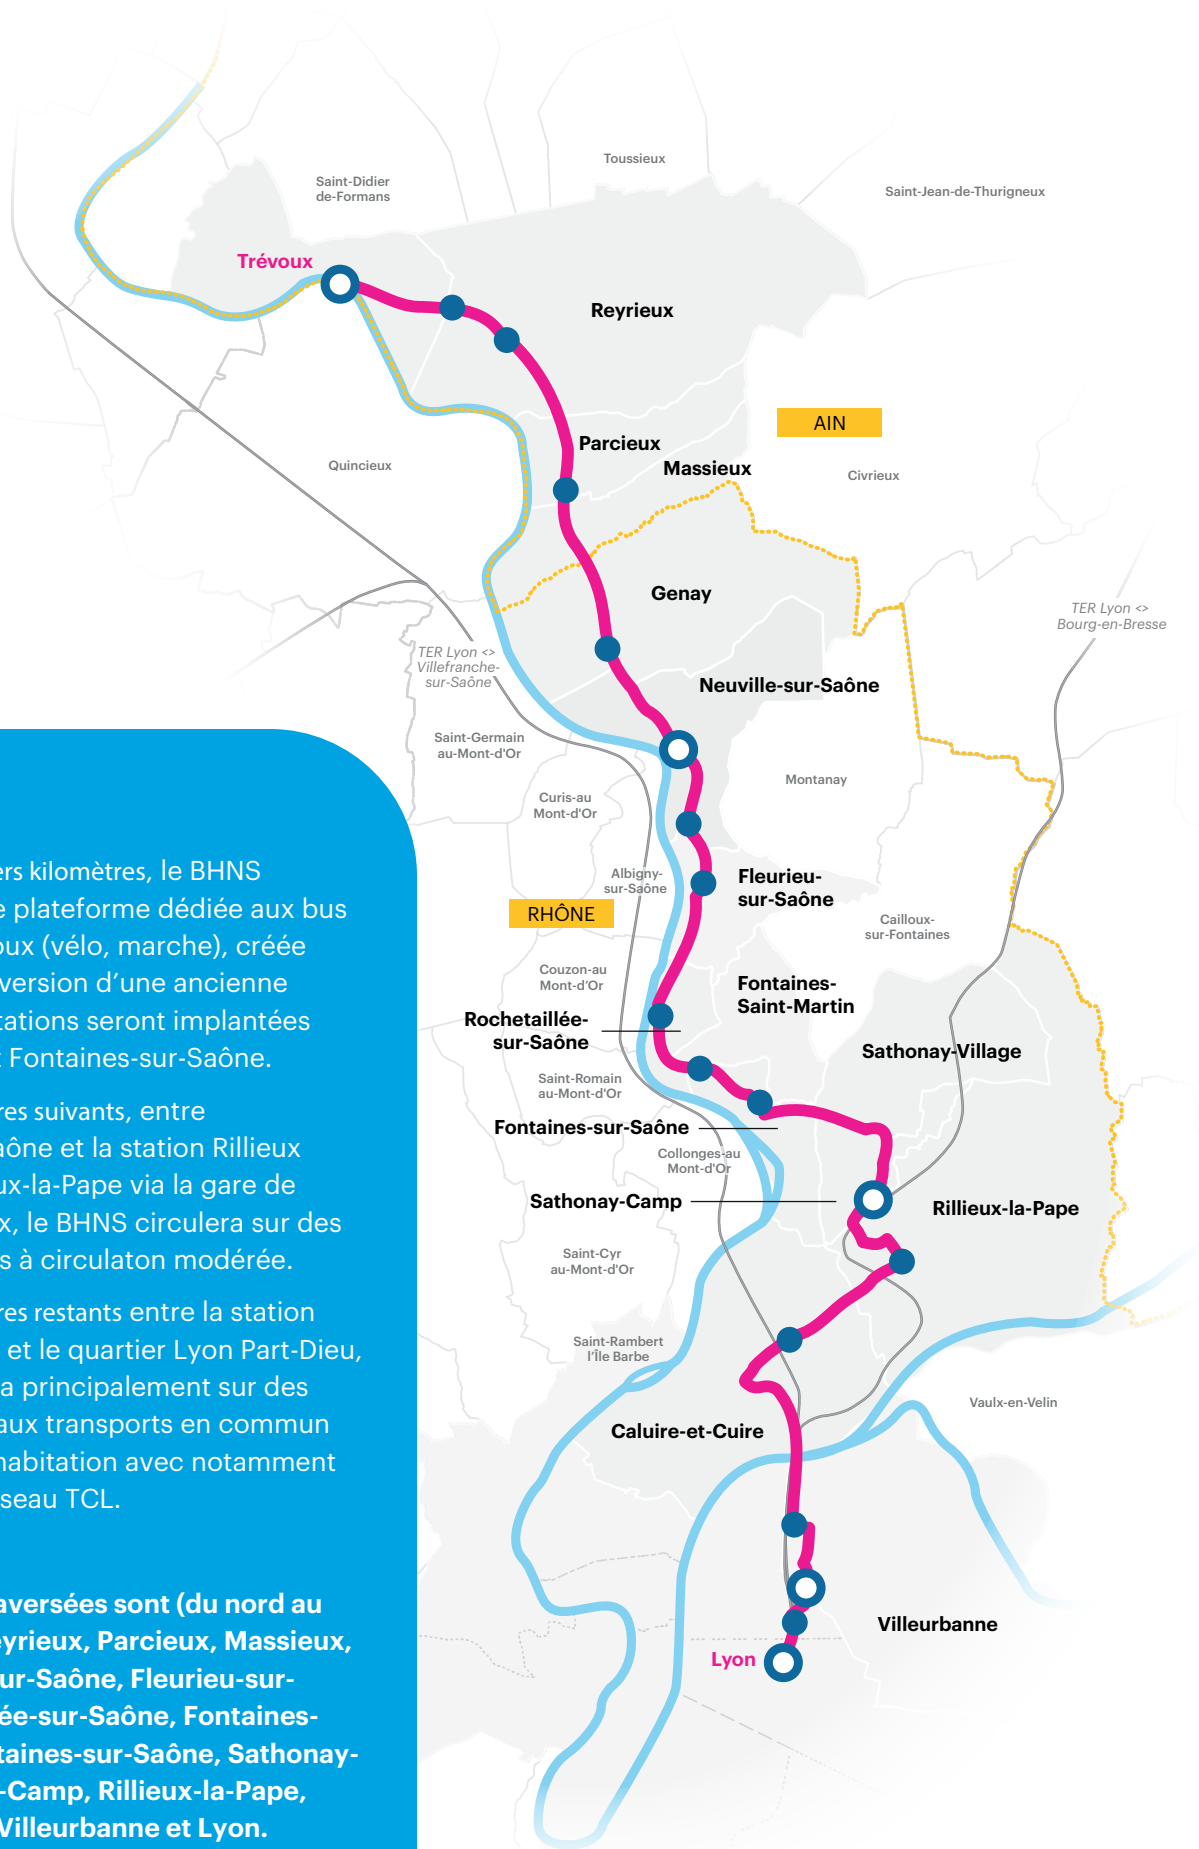 Saint-Didier
de-Formans
Toussieux
Saint-Jean-de-Thurigneux
Trévoux
Reyrieux
AIN
Parcieux
Massieux
Quincieux
Civrieux
Genay
TER Lyon <>
Bourg-en-Bresse
TER Lyon <>
Villefranche-
sur-Saône
Neuville-sur-Saône
Saint-Germain
au-Mont-d'Or
Montanay
Curis-au
Mont-d'Or
Albigny-
sur-Saône
Fleurieu-
sur-Saône
RHÔNE
Cailloux-
sur-Fontaines
Couzon-au
Mont-d'Or
Fontaines-
Saint-Martin
Rochetaillée-
sur-Saône
Sathonay-Village
Saint-Romain
au-Mont-d'Or
Fontaines-sur-Saône
Collonges-au
Mont-d'Or
Sathonay-Camp
Rillieux-la-Pape
Saint-Cyr
au-Mont-d'Or
Saint-Rambert
l'Île Barbe
Vaulx-en-Velin
Caluire-et-Cuire
Villeurbanne
Lyon
ers kilomètres, le BHNS
e plateforme dédiée aux bus
oux (vélo, marche), créée
version d'une ancienne
tations seront implantées
t Fontaines-sur-Saône.
res suivants, entre
aône et la station Rillieux
ux-la-Pape via la gare de
x, le BHNS circulera sur des
s à circulaton modérée.
res restants entre la station
et le quartier Lyon Part-Dieu,
a principalement sur des
aux transports en commun
habitation avec notamment
seau TCL.
aversées sont (du nord au
eyrieux, Parcieux, Massieux,
sur-Saône, Fleurieu-sur-
ée-sur-Saône, Fontaines-
taines-sur-Saône, Sathonay-
-Camp, Rillieux-la-Pape,
Villeurbanne et Lyon.